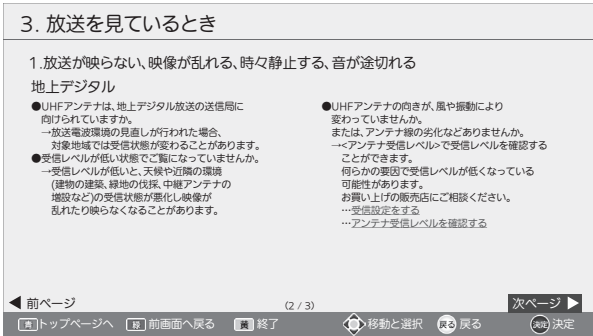 3. 放送を見ているとき
1.放送が映らない、映像が乱れる、時々静止する、音が途切れる
地上デジタル
●UHFアンテナは、地上デジタル放送の送信局に
向けられていますか。
→放送電波環境の見直しが行われた場合、
対象地域では受信状態が変わることがあります。
●受信レベルが低い状態でご覧になっていませんか。
→受信レベルが低いと、天候や近隣の環境
(建物の建築、緑地の伐採、中継アンテナの
増設など)の受信状態が悪化し映像が
乱れたり映らなくなることがあります。
●UHFアンテナの向きが、風や振動により
変わっていませんか。
または、アンテナ線の劣化などありませんか。
→<アンテナ受信レベル>で受信レベルを確認する
ことができます。
何らかの要因で受信レベルが低くなっている
可能性があります。
お買い上げの販売店にご相談ください。
…受信設定をする
…アンテナ受信レベルを確認する
◀ 前ページ
(2 / 3)
次ページ ▶
青 トップページへ 緑 前画面へ戻る 黄 終了 移動と選択 戻る 戻る 決定 決定